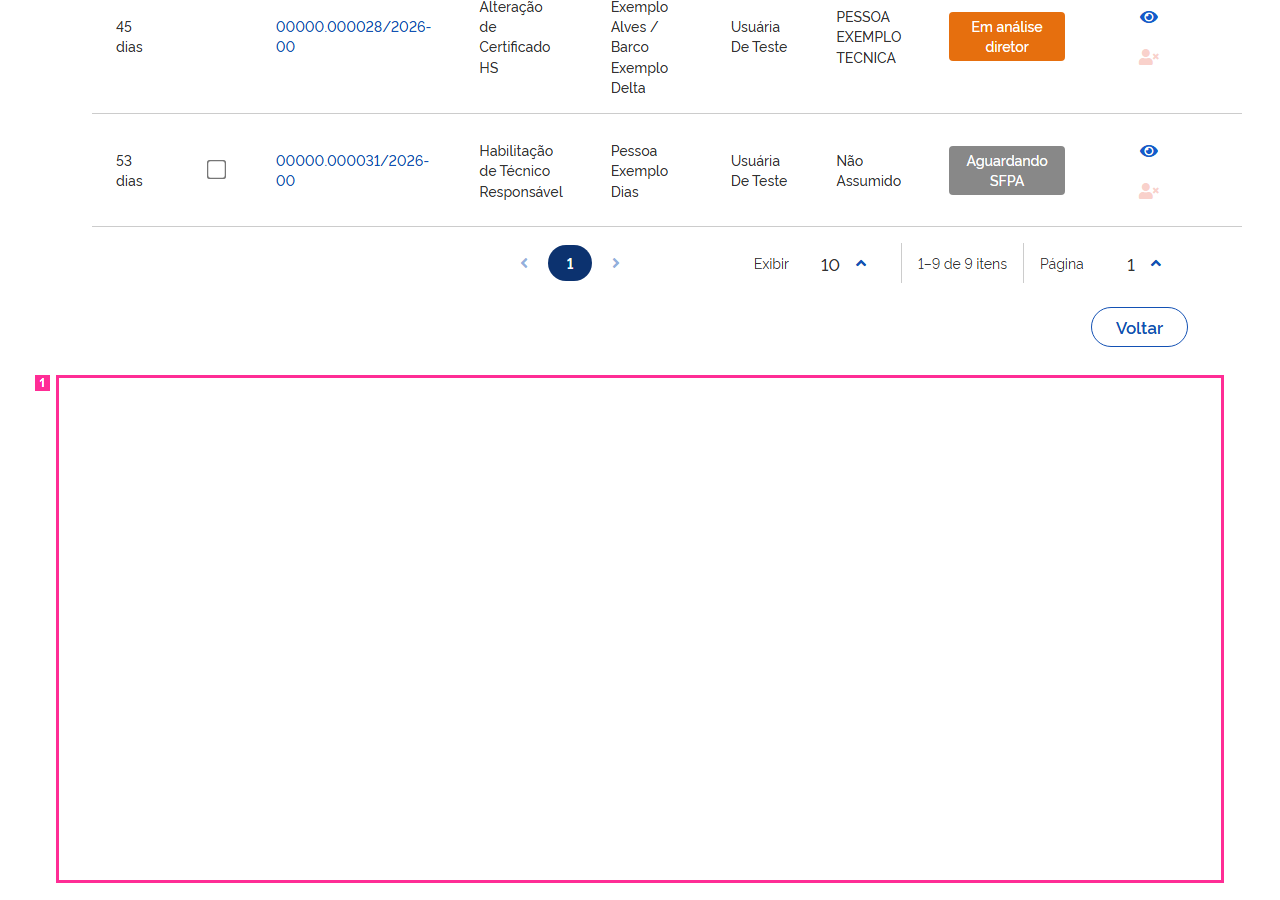 45 dias
00000.000028/2026-00
Alteração de Certificado HS
Exemplo Alves / Barco Exemplo Delta
Usuária De Teste
PESSOA EXEMPLO TECNICA
Em análise diretor
53 dias
00000.000031/2026-00
Habilitação de Técnico Responsável
Pessoa Exemplo Dias
Usuária De Teste
Não Assumido
Aguardando SFPA
1
Exibir 10 1–9 de 9 itens Página 1
Voltar
1